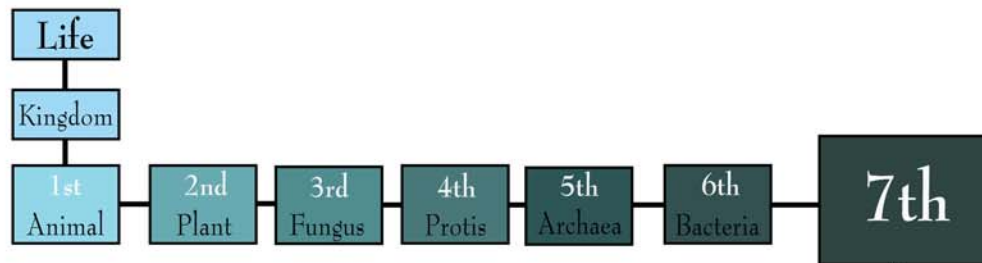 Life
Kingdom
1st
Animal
2nd
Plant
3rd
Fungus
4th
Protis
5th
Archaea
6th
Bacteria
7th